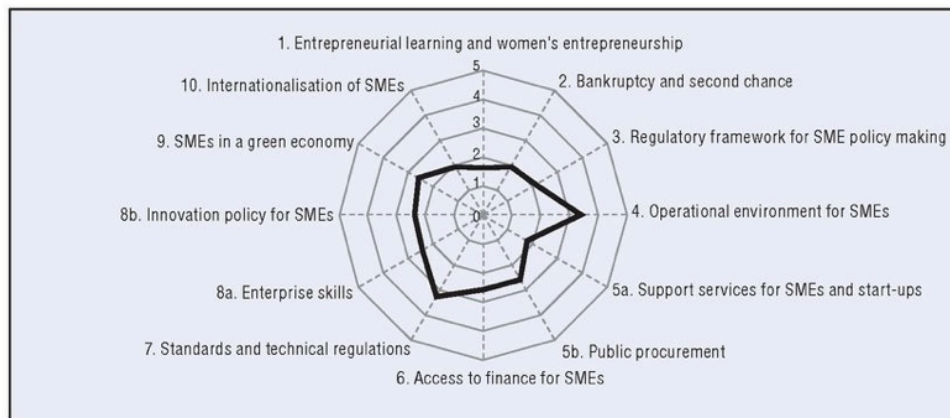 1. Entrepreneurial learning and women's entrepreneurship
2. Bankruptcy and second chance
3. Regulatory framework for SME policy making
4. Operational environment for SMEs
5a. Support services for SMEs and start-ups
5b. Public procurement
6. Access to finance for SMEs
7. Standards and technical regulations
8a. Enterprise skills
8b. Innovation policy for SMEs
9. SMEs in a green economy
10. Internationalisation of SMEs
5
4
3
2
1
0